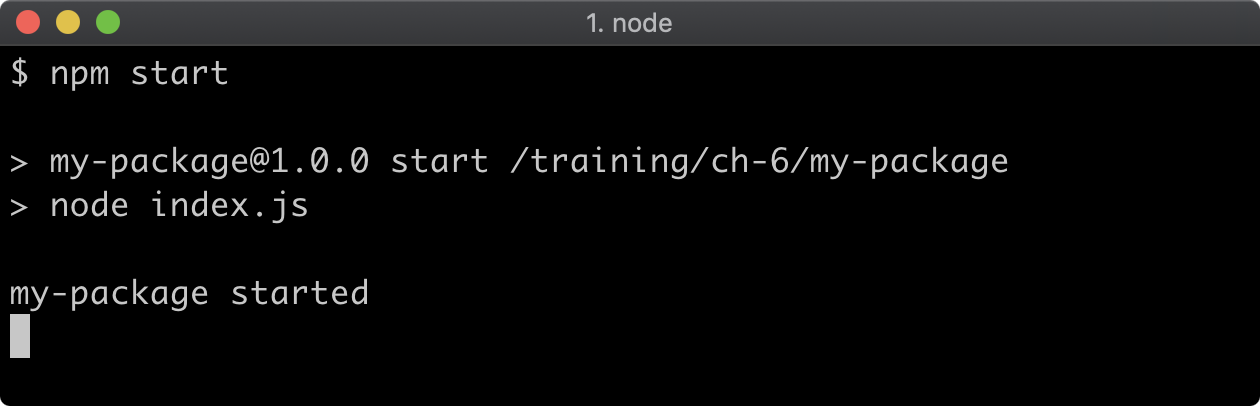 1. node
$ npm start
> my-package@1.0.0 start /training/ch-6/my-package
> node index.js
my-package started